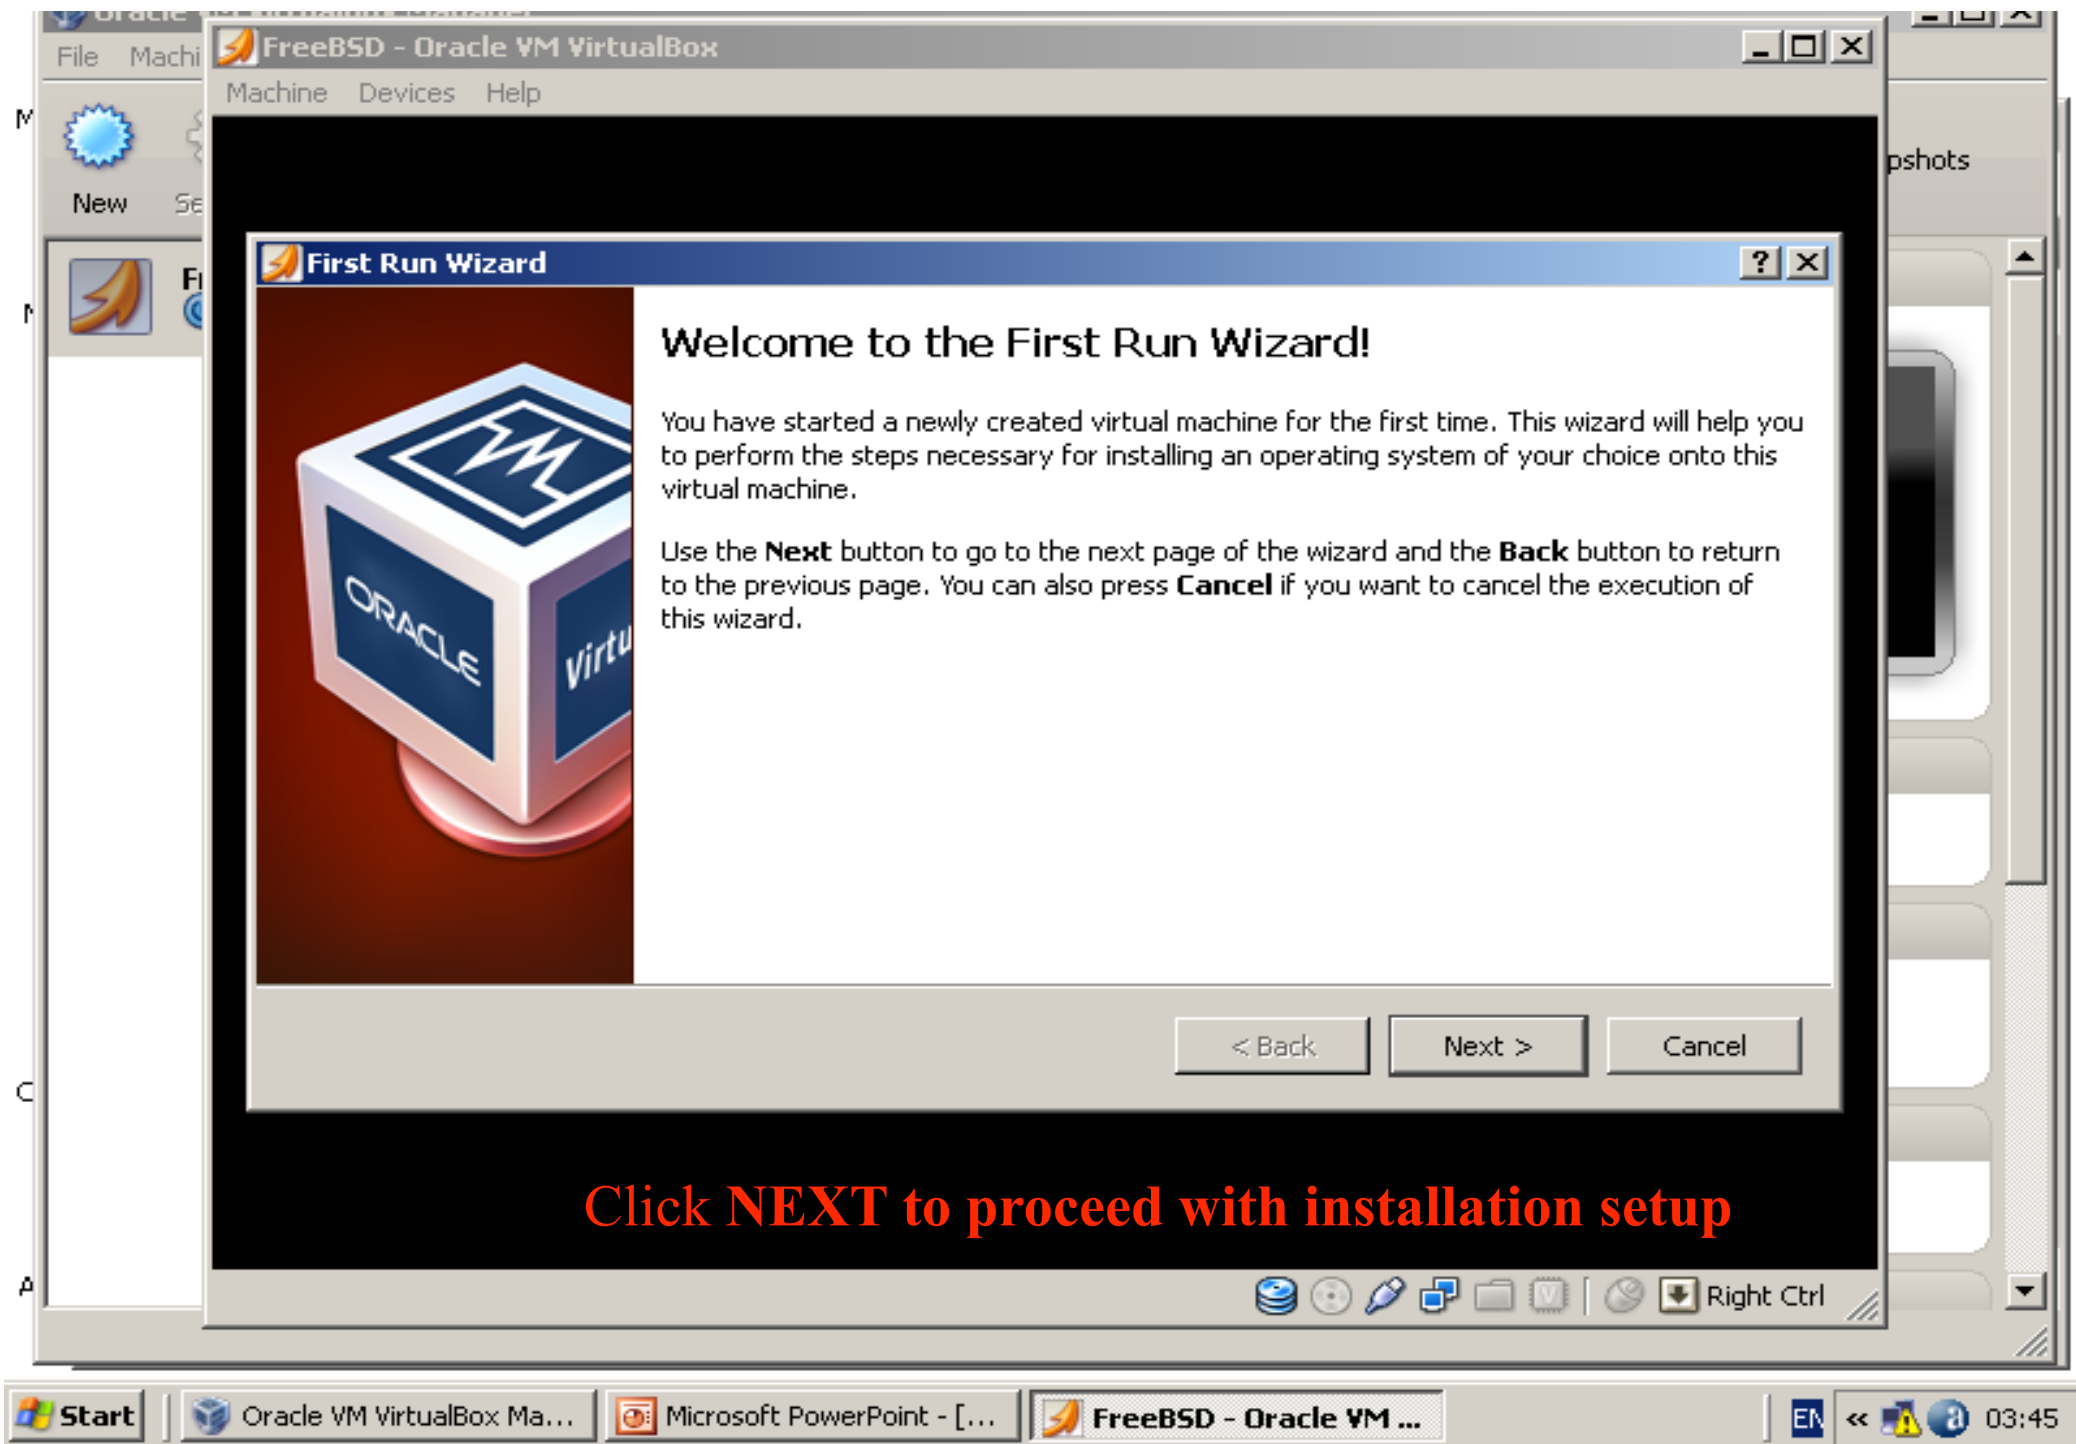 Oracle VM VirtualBox Manager
FreeBSD - Oracle VM VirtualBox
File Machi
Machine Devices Help
New
Se
pshots
First Run Wizard
Welcome to the First Run Wizard!
You have started a newly created virtual machine for the first time. This wizard will help you
to perform the steps necessary for installing an operating system of your choice onto this
virtual machine.
Use the Next button to go to the next page of the wizard and the Back button to return
to the previous page. You can also press Cancel if you want to cancel the execution of
this wizard.
ORACLE
Virtu
< Back
Next >
Cancel
Click NEXT to proceed with installation setup
Right Ctrl
Start
Oracle VM VirtualBox Ma...
Microsoft PowerPoint - [...
FreeBSD - Oracle VM ...
EN
«
03:45